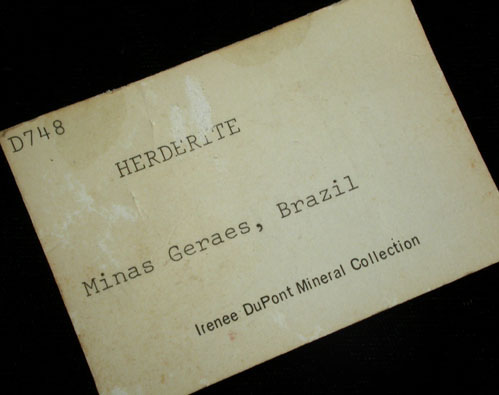 D748
HERDERITE
Minas Geraes, Brazil
Irenee DuPont Mineral Collection